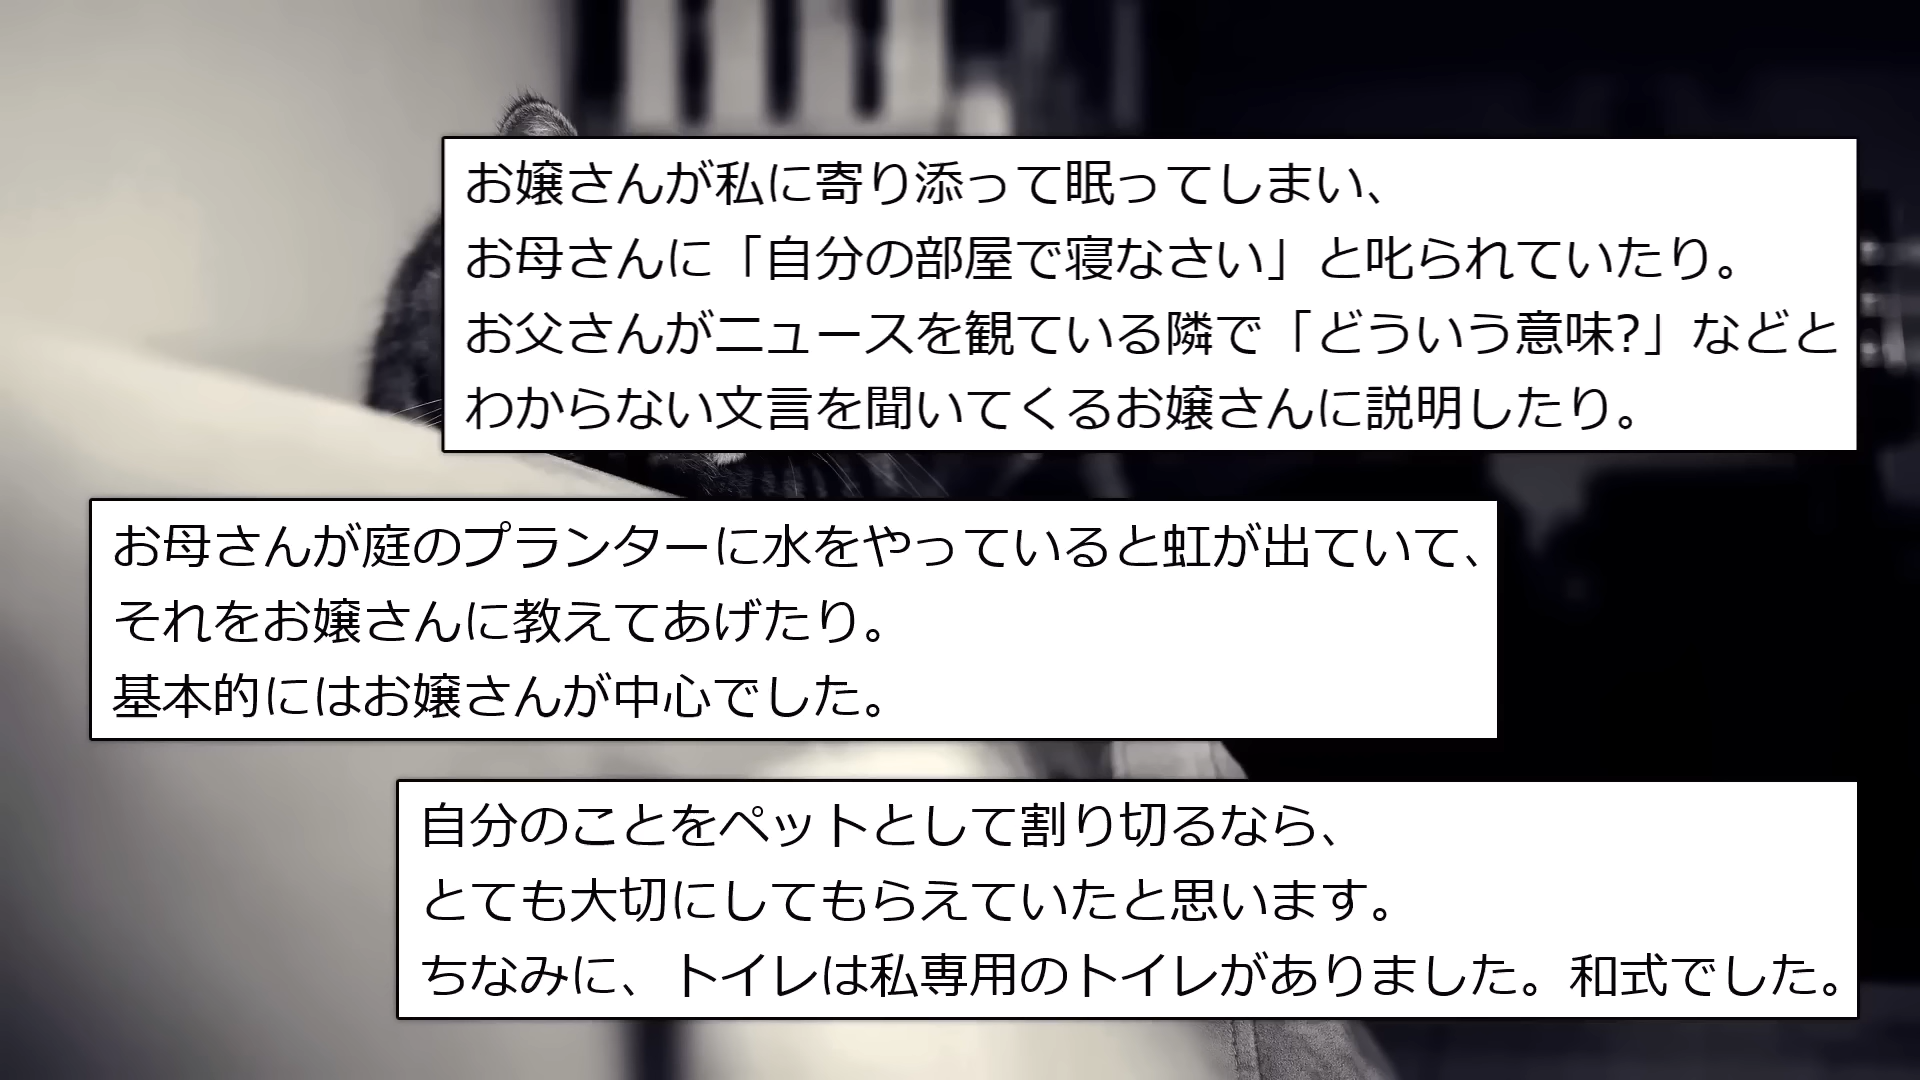 お嬢さんが私に寄り添って眠ってしまい、
お母さんに「自分の部屋で寝なさい」と叱られていたり。
お父さんがニュースを観ている隣で「どういう意味?」などと
わからない文言を聞いてくるお嬢さんに説明したり。
お母さんが庭のプランターに水をやっていると虹が出ていて、
それをお嬢さんに教えてあげたり。
基本的にはお嬢さんが中心でした。
自分のことをペットとして割り切るなら、
とても大切にしてもらえていたと思います。
ちなみに、トイレは私専用のトイレがありました。和式でした。